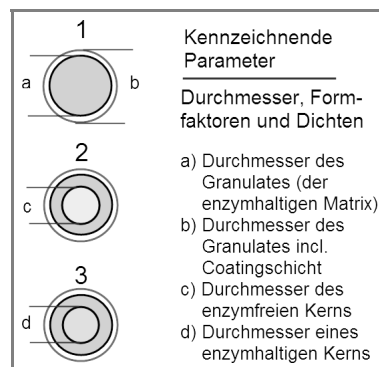 1
a
b
2
c
3
d
Kennzeichnende
Parameter
Durchmesser, Form-
faktoren und Dichten
a) Durchmesser des
Granulates (der
enzymhaltigen Matrix)
b) Durchmesser des
Granulates incl.
Coatingschicht
c) Durchmesser des
enzymfreien Kerns
d) Durchmesser eines
enzymhaltigen Kerns